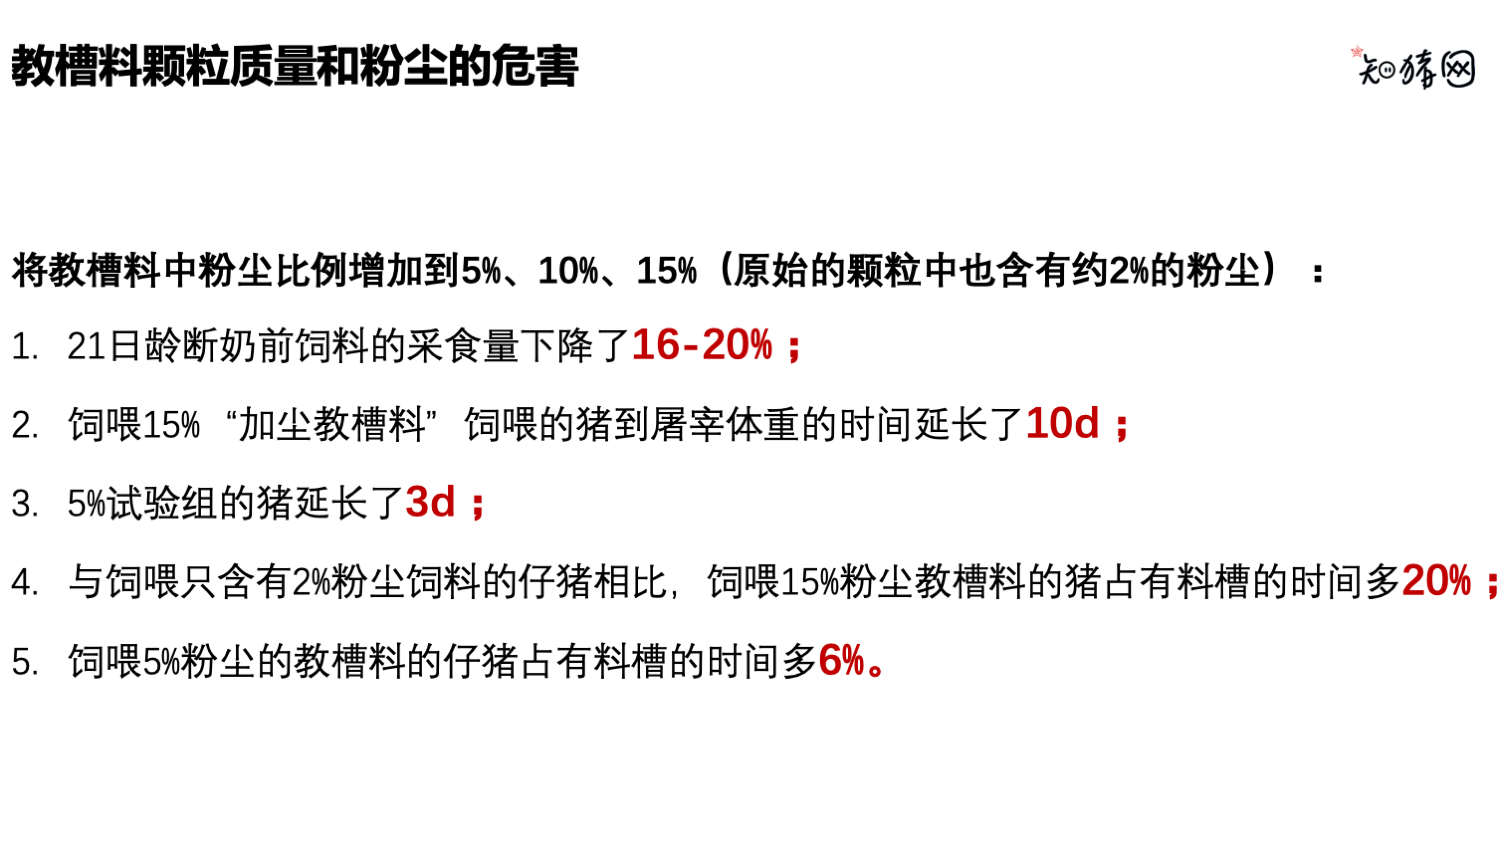 教槽料颗粒质量和粉尘的危害
知猪网
将教槽料中粉尘比例增加到5%、10%、15%（原始的颗粒中也含有约2%的粉尘）：
1. 21日龄断奶前饲料的采食量下降了16-20%；
2. 饲喂15%“加尘教槽料”饲喂的猪到屠宰体重的时间延长了10d；
3. 5%试验组的猪延长了3d；
4. 与饲喂只含有2%粉尘饲料的仔猪相比，饲喂15%粉尘教槽料的猪占有料槽的时间多20%；
5. 饲喂5%粉尘的教槽料的仔猪占有料槽的时间多6%。